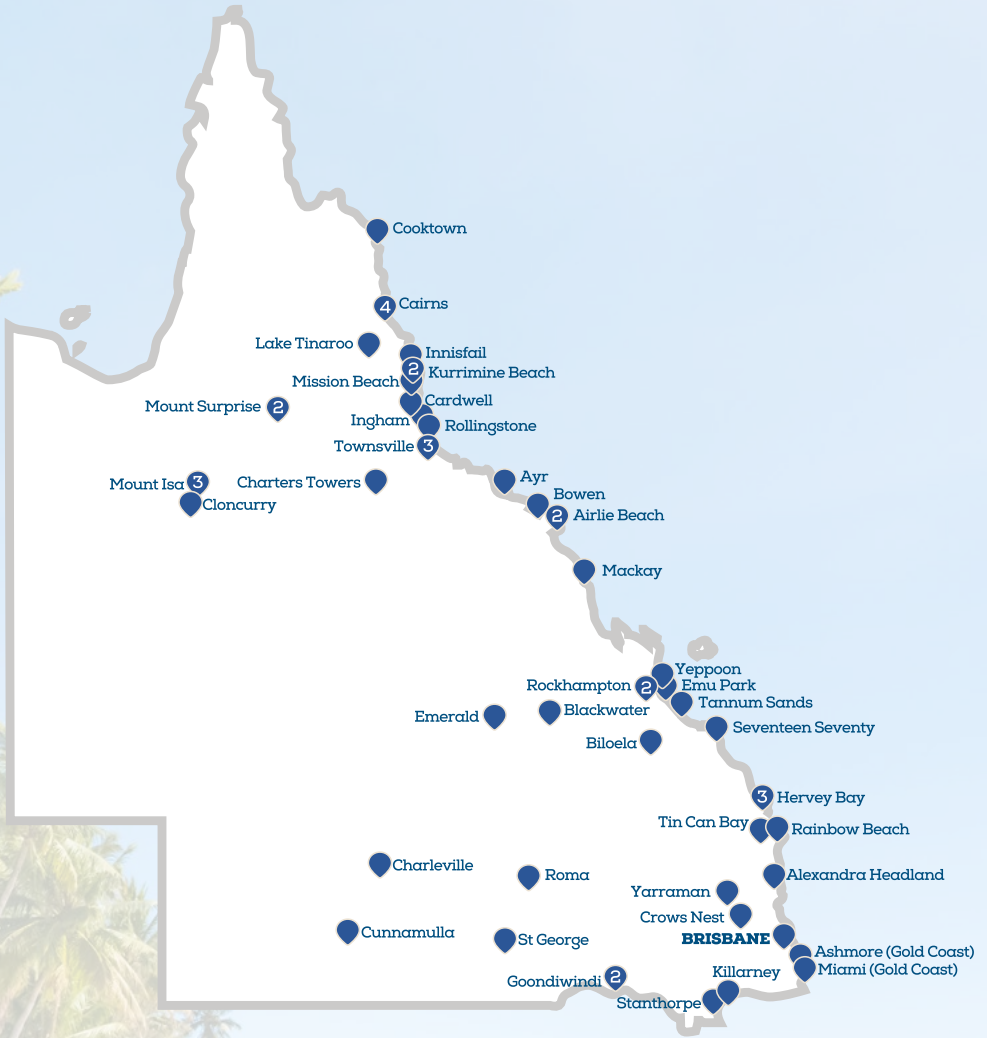 Cooktown
4 Cairns
Lake Tinaroo
Innisfail
2 Kurrimine Beach
Mission Beach
Cardwell
Mount Surprise 2
Ingham
Rollingstone
Townsville 3
Ayr
Mount Isa 3
Charters Towers
Bowen
Cloncurry
2 Airlie Beach
Mackay
Yeppoon
Rockhampton 2
Emu Park
Tannum Sands
Blackwater
Emerald
Seventeen Seventy
Biloela
3 Hervey Bay
Tin Can Bay
Rainbow Beach
Charleville
Roma
Alexandra Headland
Yarraman
Crows Nest
Cunnamulla
BRISBANE
St George
Ashmore (Gold Coast)
Miami (Gold Coast)
Killarney
Goondiwindi 2
Stanthorpe